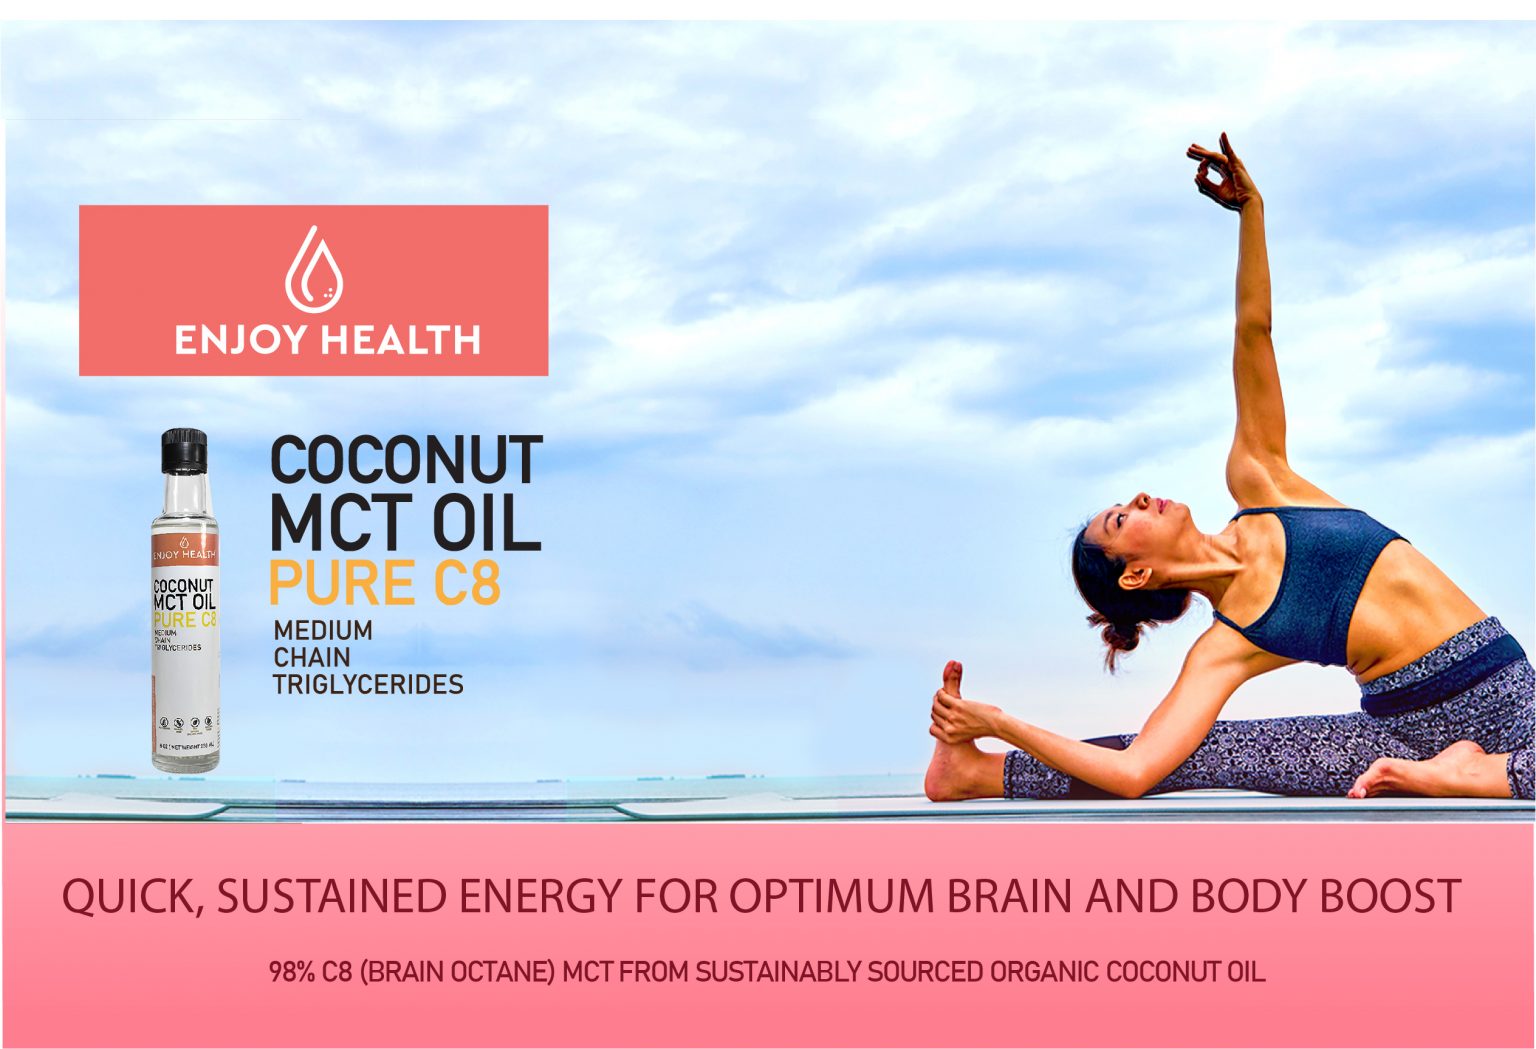 ENJOY HEALTH
COCONUT
MCT OIL
PURE C8
MEDIUM
CHAIN
TRIGLYCERIDES
ENJOY HEALTH
COCONUT
MCT OIL
PURE C8
MEDIUM
CHAIN
TRIGLYCERIDES
QUICK, SUSTAINED ENERGY FOR OPTIMUM BRAIN AND BODY BOOST
98% C8 (BRAIN OCTANE) MCT FROM SUSTAINABLY SOURCED ORGANIC COCONUT OIL